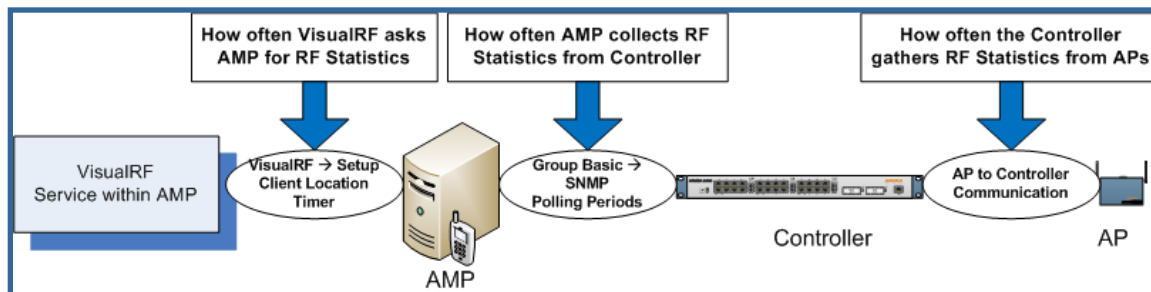 How often VisualRF asks
AMP for RF Statistics
How often AMP collects RF
Statistics from Controller
How often the Controller
gathers RF Statistics from APs
VisualRF
Service within AMP
VisualRF → Setup
Client Location
Timer
Group Basic →
SNMP
Polling Periods
AP to Controller
Communication
AMP
Controller
AP